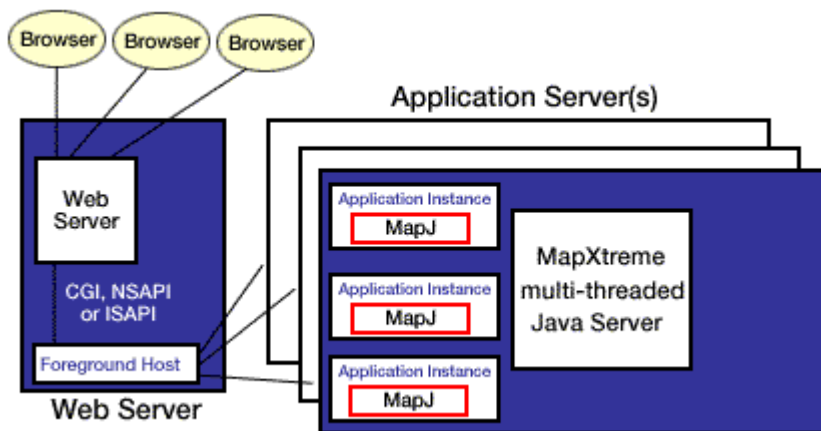 Browser
Browser
Browser
Application Server(s)
Web
Server
CGI, NSAPI
or ISAPI
Foreground Host
Web Server
Application Instance
MapJ
Application Instance
MapJ
Application Instance
MapJ
MapXtreme
multi-threaded
Java Server